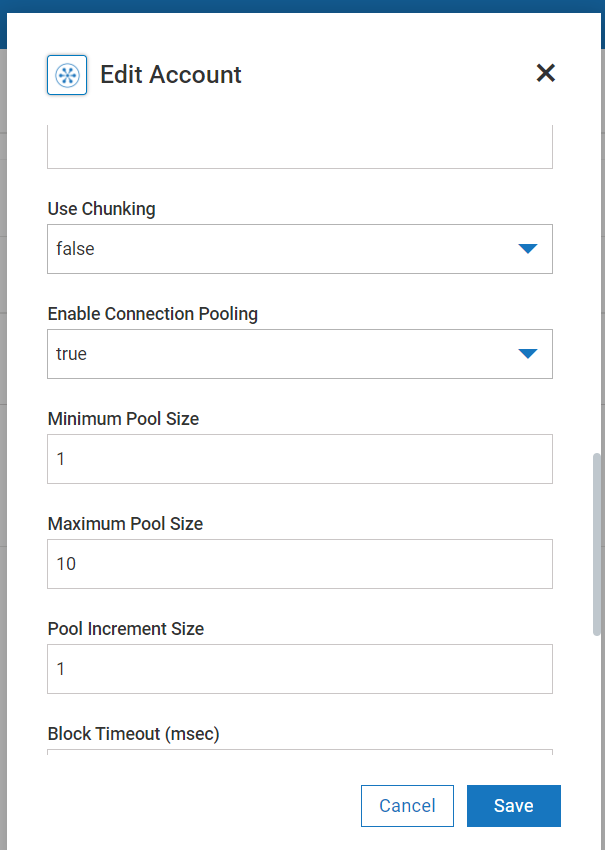 Edit Account
Use Chunking
false
Enable Connection Pooling
true
Minimum Pool Size
1
Maximum Pool Size
10
Pool Increment Size
1
Block Timeout (msec)
Cancel
Save